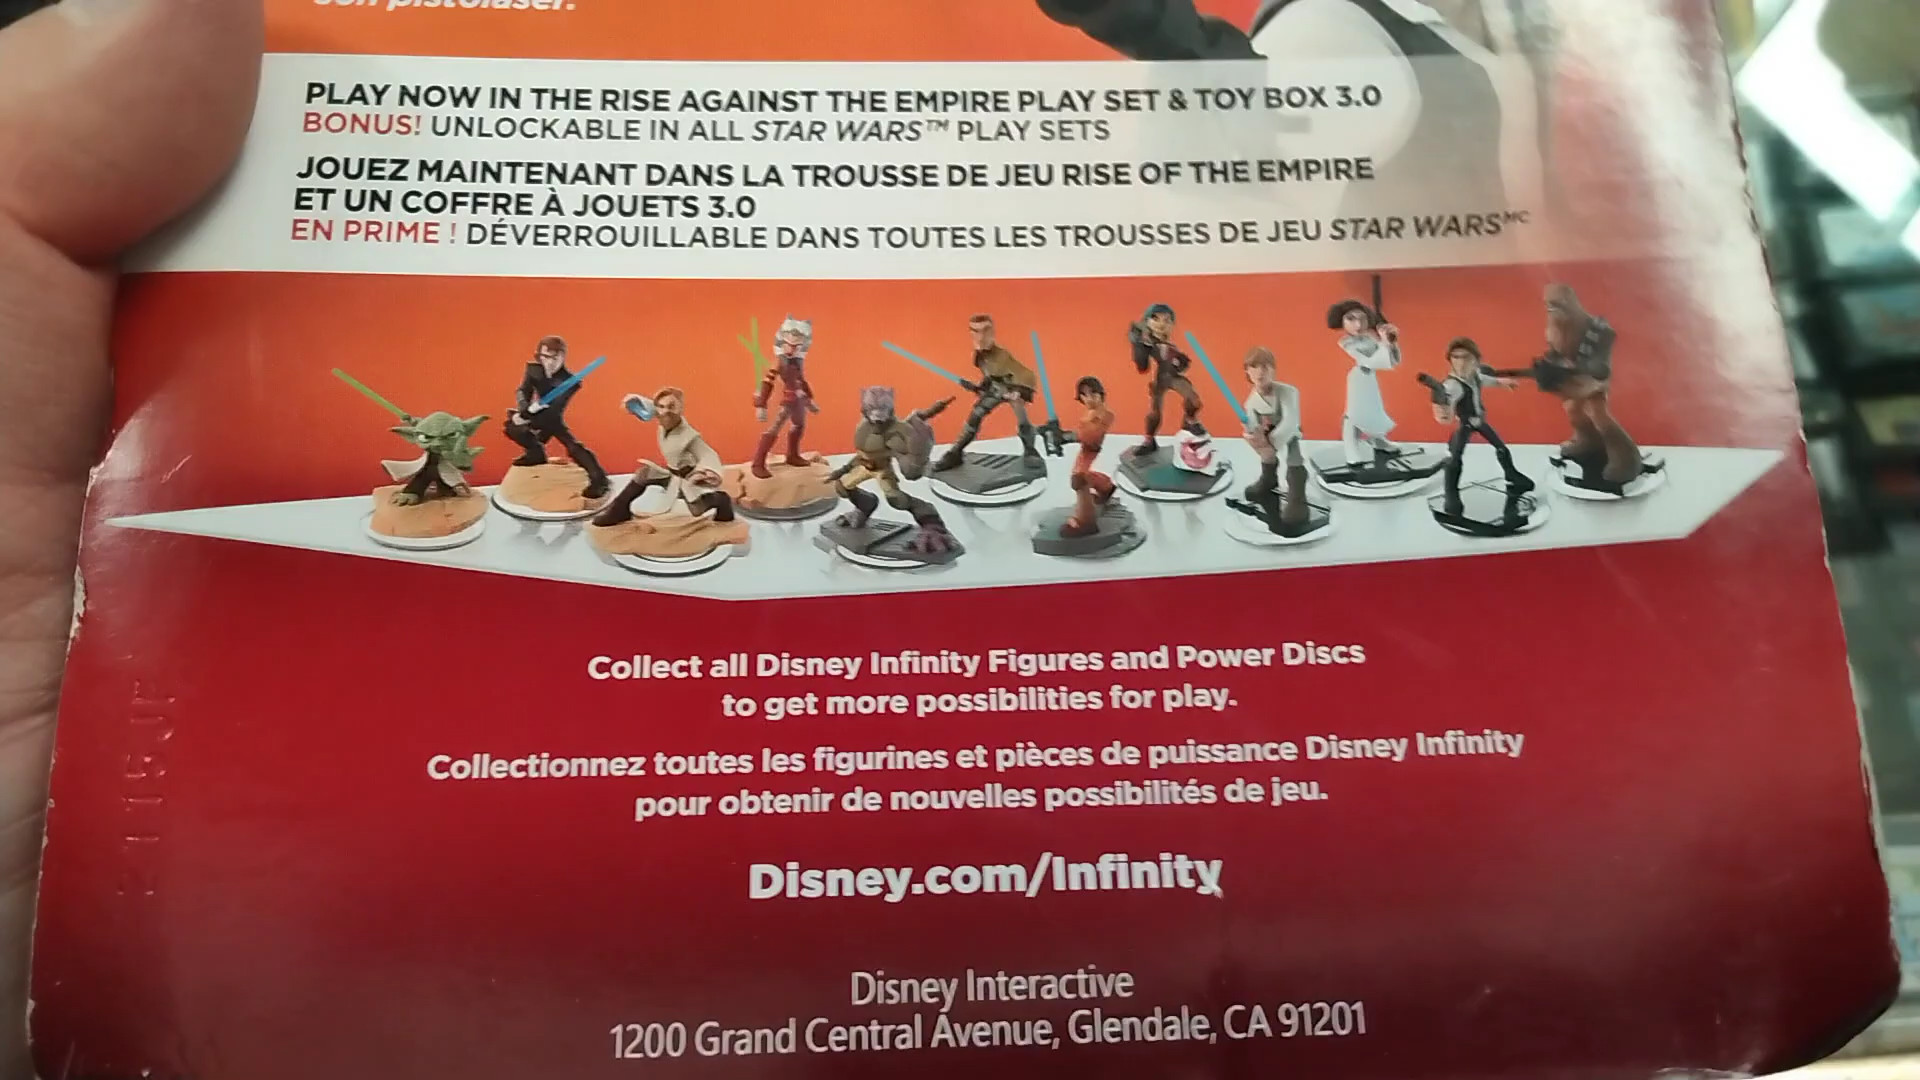 son pistolaser.
PLAY NOW IN THE RISE AGAINST THE EMPIRE PLAY SET & TOY BOX 3.0
BONUS! UNLOCKABLE IN ALL STAR WARS™ PLAY SETS
JOUEZ MAINTENANT DANS LA TROUSSE DE JEU RISE OF THE EMPIRE
ET UN COFFRE À JOUETS 3.0
EN PRIME ! DÉVERROUILLABLE DANS TOUTES LES TROUSSES DE JEU STAR WARSᴹᶜ
Collect all Disney Infinity Figures and Power Discs
to get more possibilities for play.
Collectionnez toutes les figurines et pièces de puissance Disney Infinity
pour obtenir de nouvelles possibilités de jeu.
Disney.com/Infinity
Disney Interactive
1200 Grand Central Avenue, Glendale, CA 91201